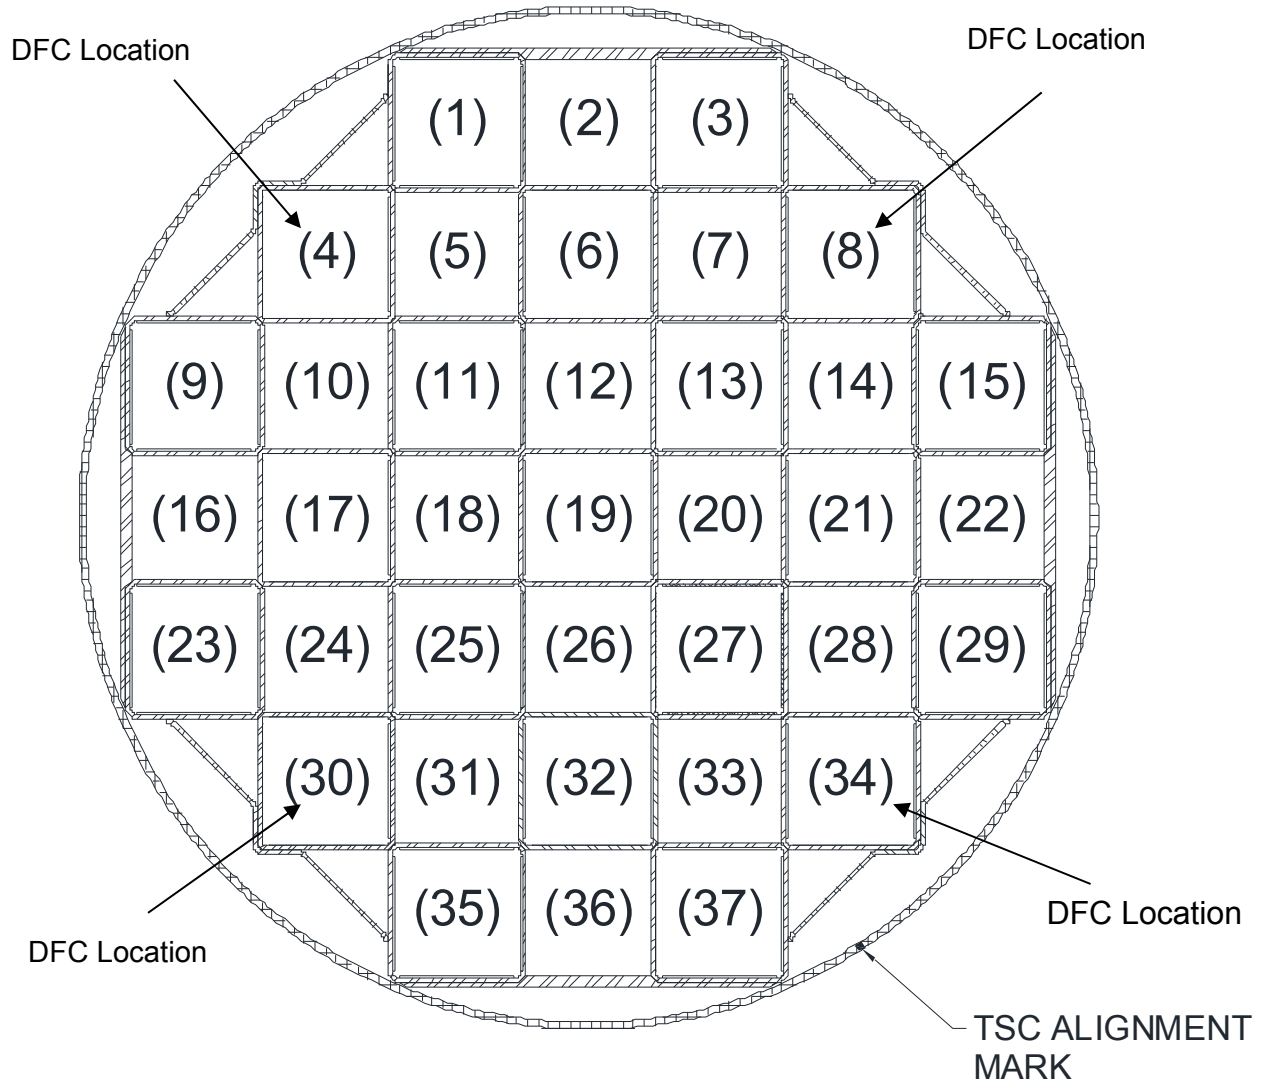 DFC Location
DFC Location
(1) (2) (3)
(4) (5) (6) (7) (8)
(9) (10) (11) (12) (13) (14) (15)
(16) (17) (18) (19) (20) (21) (22)
(23) (24) (25) (26) (27) (28) (29)
(30) (31) (32) (33) (34)
(35) (36) (37)
DFC Location
DFC Location
TSC ALIGNMENT
MARK